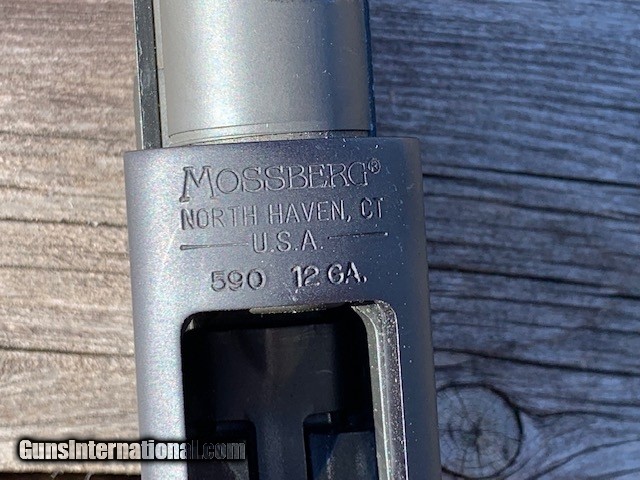 MOSSBERG®
NORTH HAVEN, CT
U.S.A.
590 12 GA.
GunsInternational.com